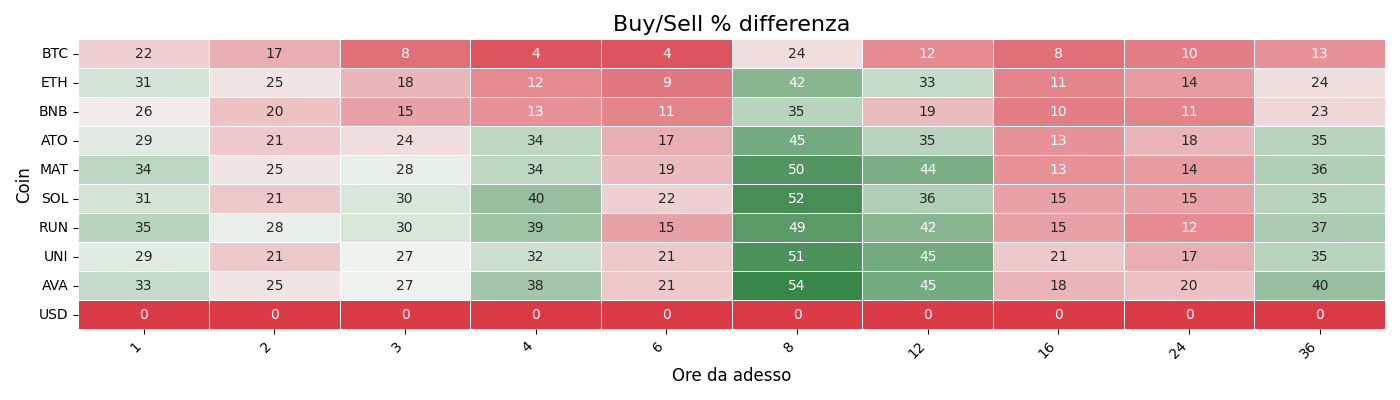 Buy/Sell % differenza
Coin
BTC 22 17 8 4 4 24 12 8 10 13
ETH 31 25 18 12 9 42 33 11 14 24
BNB 26 20 15 13 11 35 19 10 11 23
ATO 29 21 24 34 17 45 35 13 18 35
MAT 34 25 28 34 19 50 44 13 14 36
SOL 31 21 30 40 22 52 36 15 15 35
RUN 35 28 30 39 15 49 42 15 12 37
UNI 29 21 27 32 21 51 45 21 17 35
AVA 33 25 27 38 21 54 45 18 20 40
USD 0 0 0 0 0 0 0 0 0 0
1 2 3 4 6 8 12 16 24 36
Ore da adesso